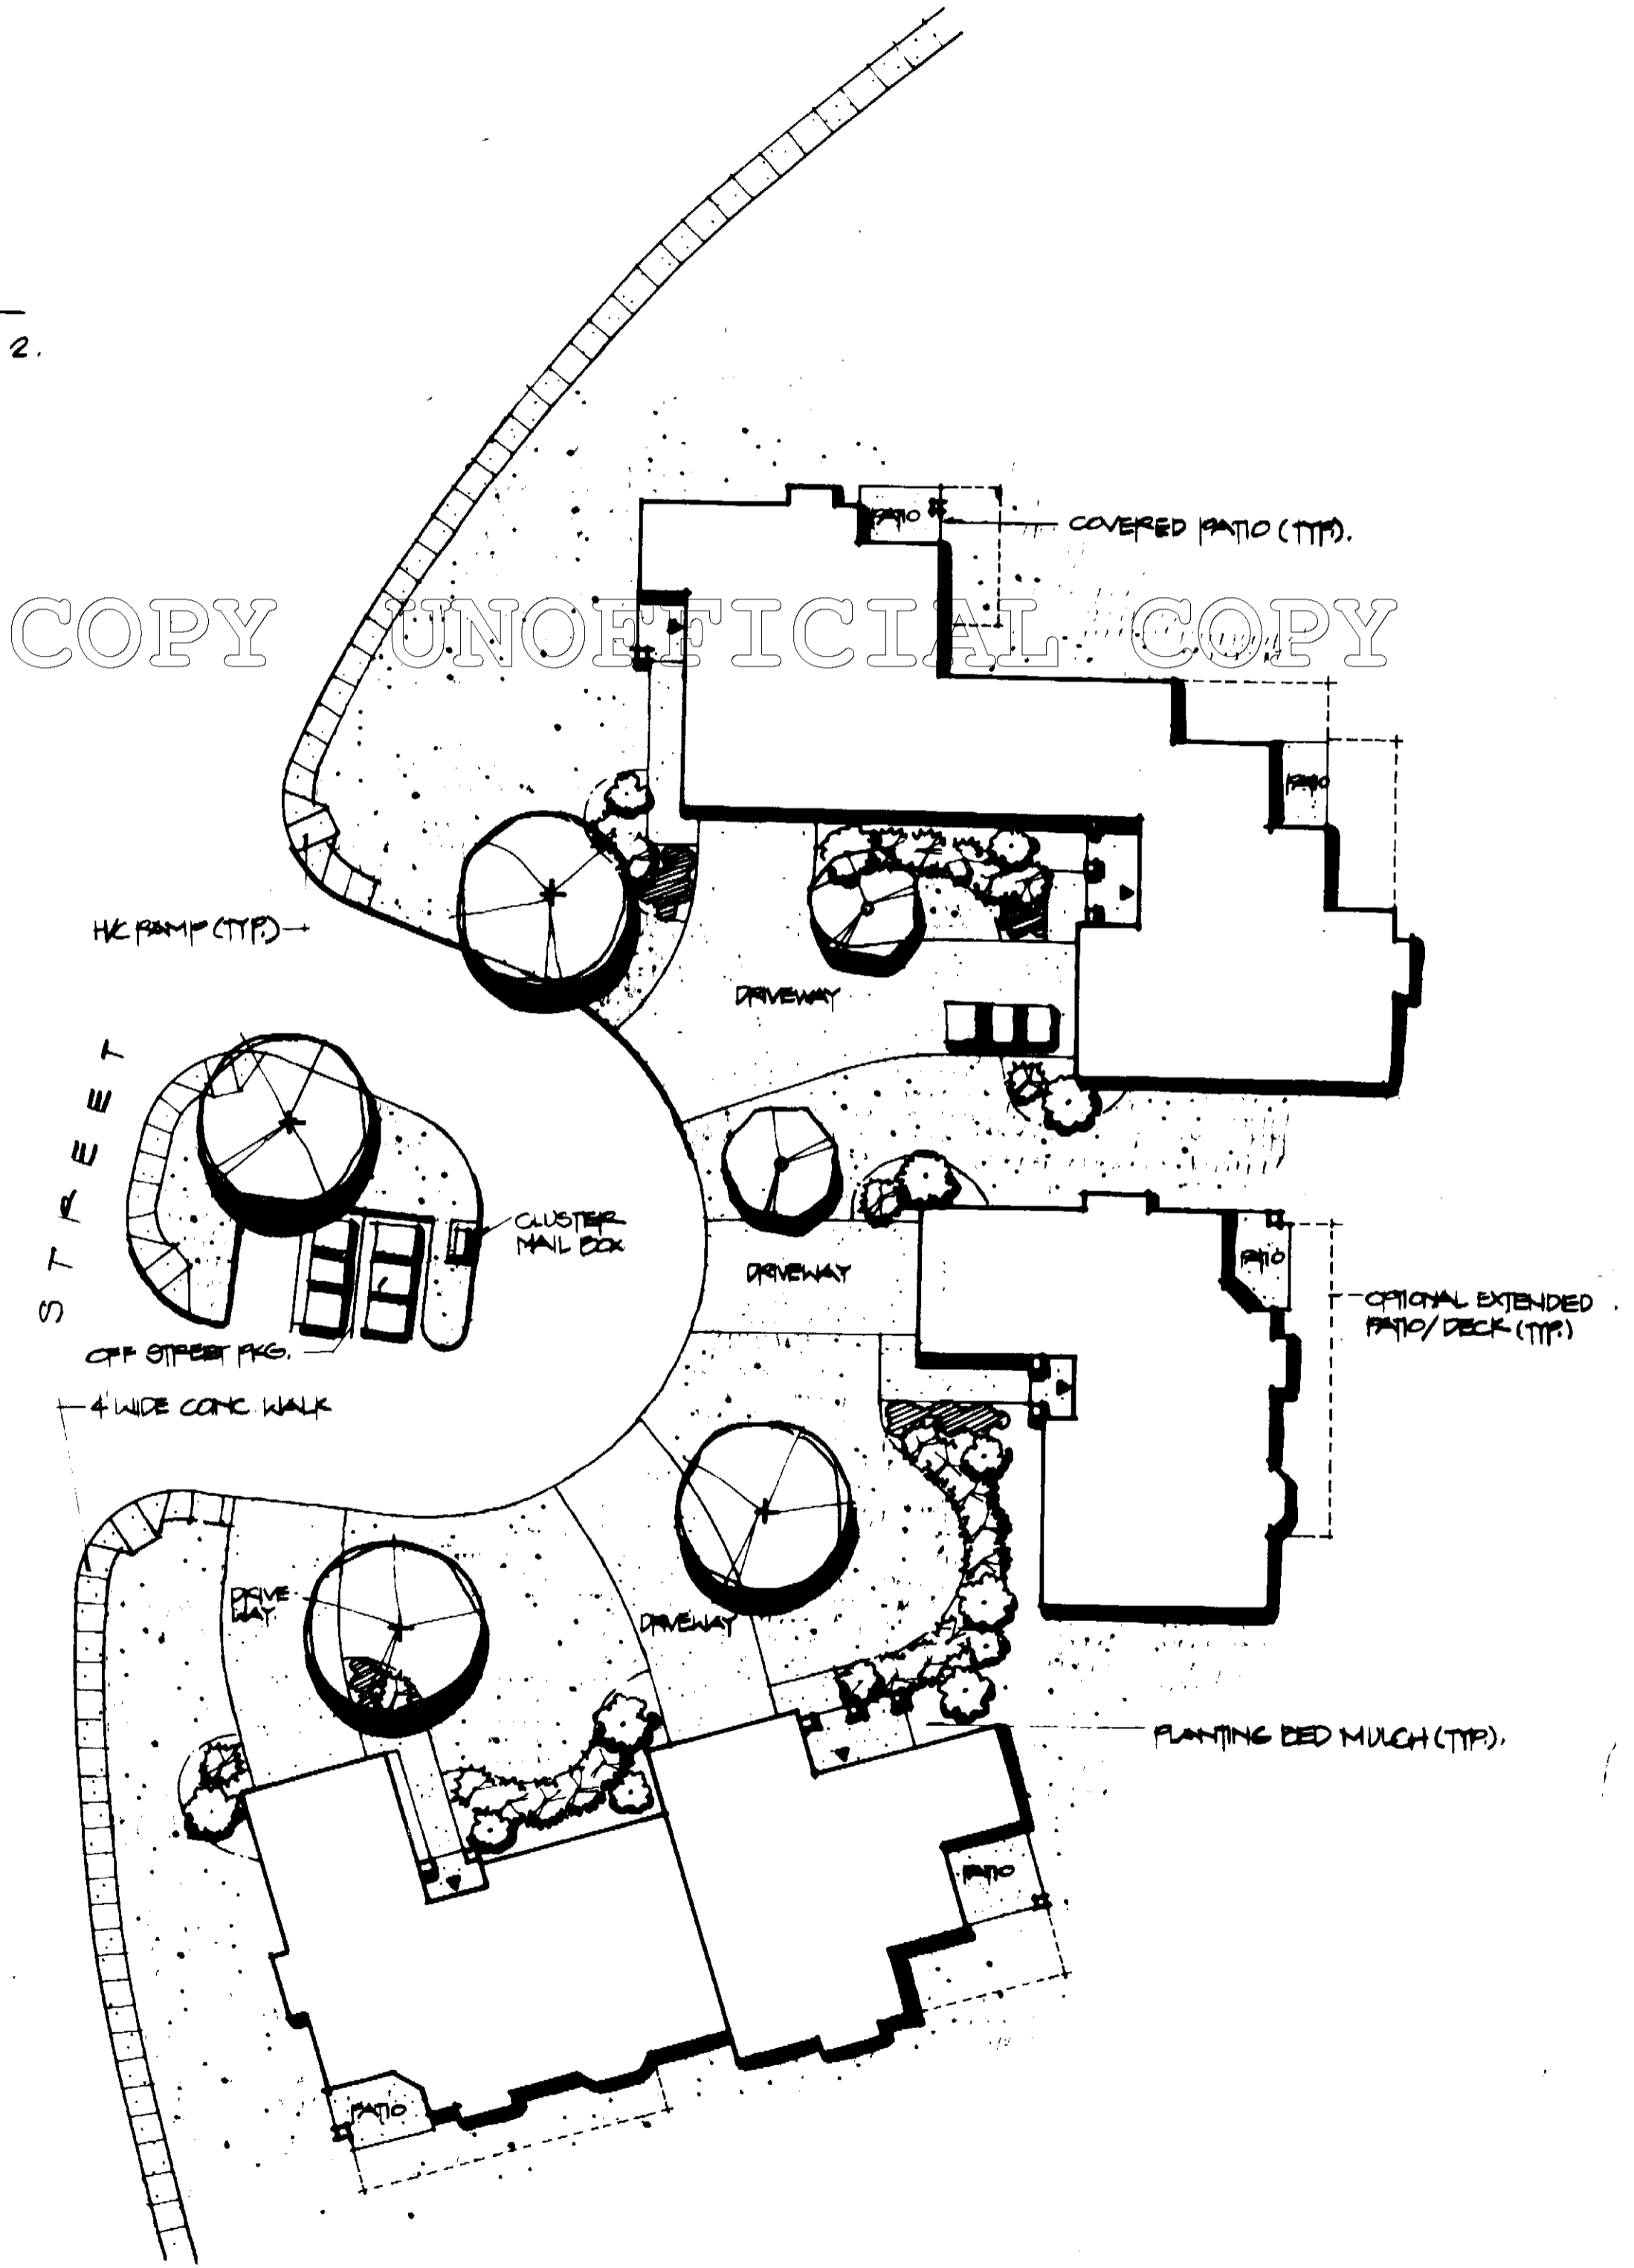 2.
PATIO
COVERED PATIO (TYP.).
COPY UNOFFICIAL COPY
PATIO
H/C RAMP (TYP.)
DRIVEWAY
STREET
CLUSTER
MAIL BOX
DRIVEWAY
PATIO
OPTIONAL EXTENDED
PATIO/DECK (TYP.)
OFF STREET PKG.
4' WIDE CONC. WALK
DRIVE-
WAY
DRIVEWAY
PLANTING BED MULCH (TYP.).
PATIO
PATIO